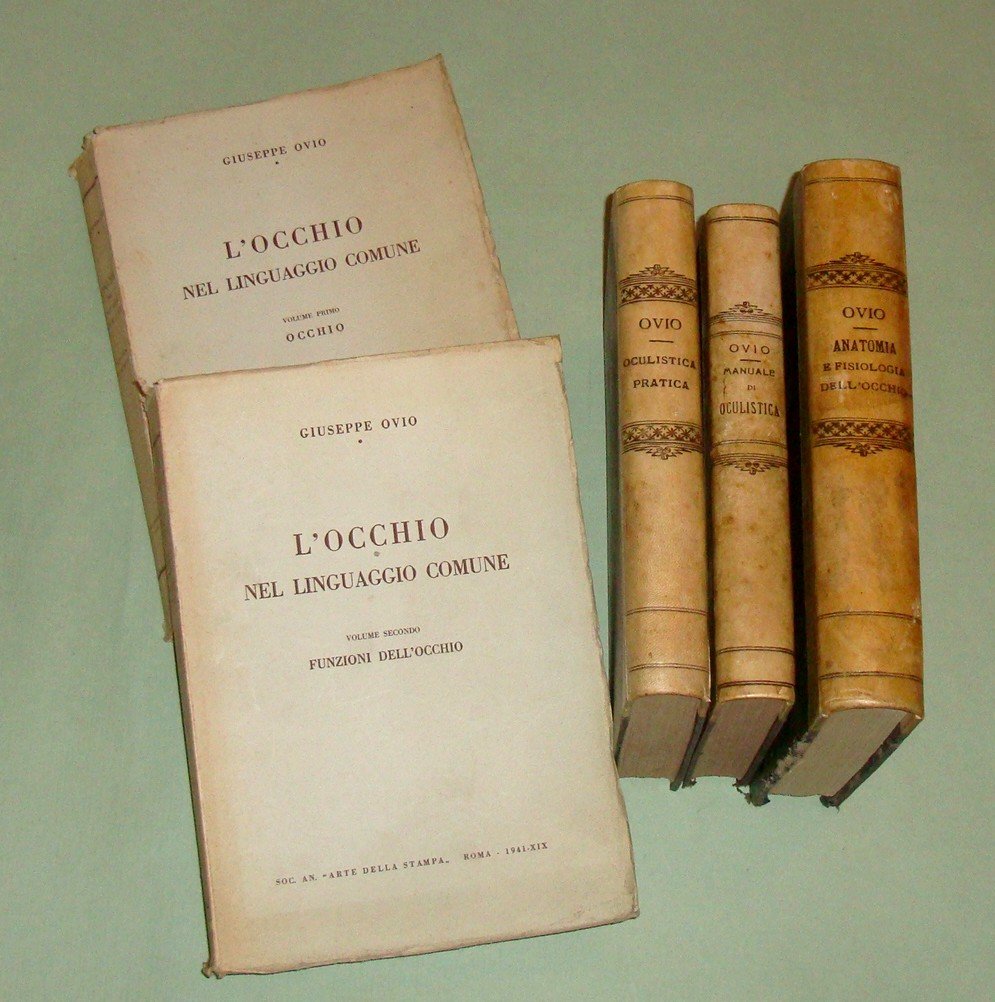 GIUSEPPE OVIO
L'OCCHIO
NEL LINGUAGGIO COMUNE
VOLUME PRIMO
OCCHIO
GIUSEPPE OVIO
L'OCCHIO
NEL LINGUAGGIO COMUNE
VOLUME SECONDO
FUNZIONI DELL'OCCHIO
SOC. AN. "ARTE DELLA STAMPA„ ROMA - 1941-XIX
OVIO
OCULISTICA
PRATICA
OVIO
MANUALE
DI
OCULISTICA
OVIO
ANATOMIA
E FISIOLOGIA
DELL'OCCHIO